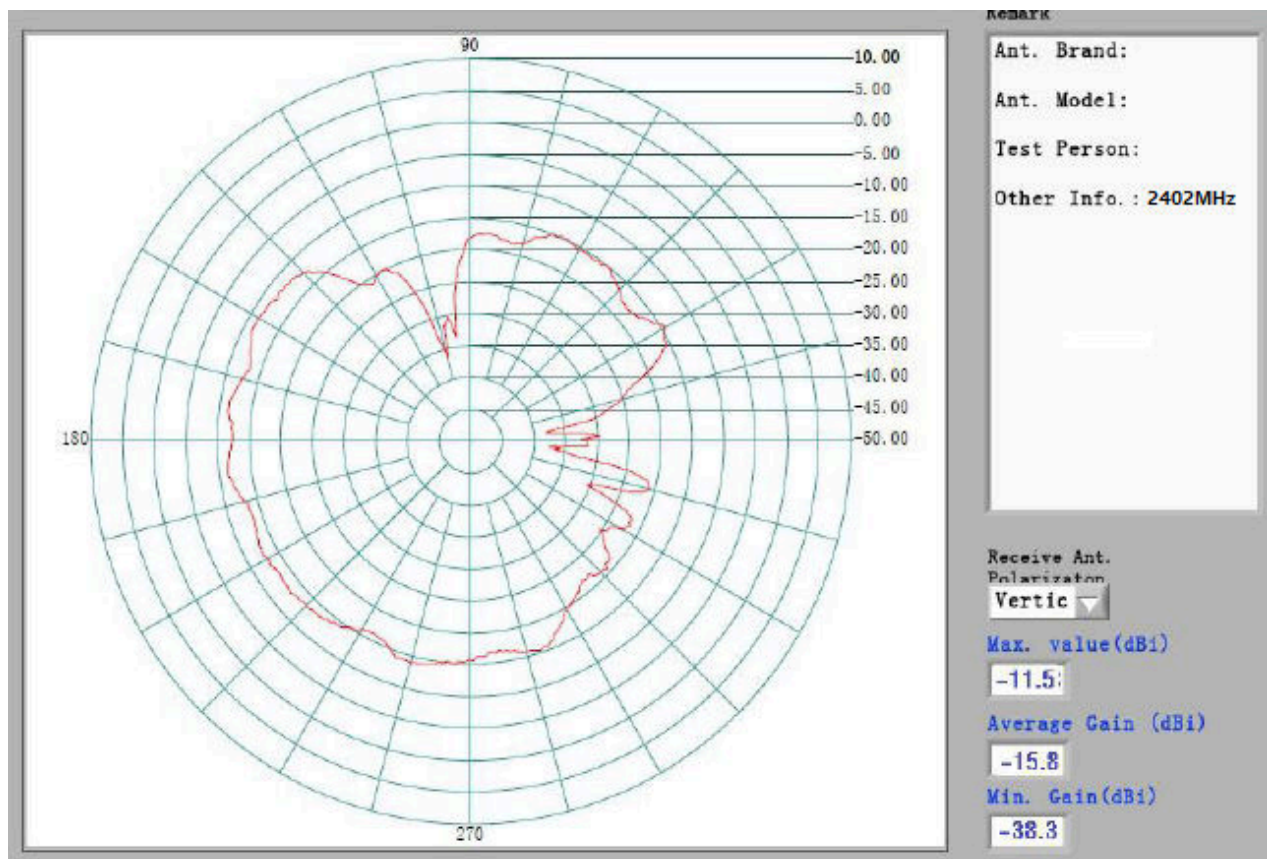 Remark
90
10.00
5.00
0.00
-5.00
-10.00
-15.00
-20.00
-25.00
-30.00
-35.00
-40.00
-45.00
-50.00
180
270
Ant. Brand:
Ant. Model:
Test Person:
Other Info.: 2402MHz
Receive Ant.
Polarizaton
Vertic
Max. value(dBi)
-11.5
Average Gain (dBi)
-15.8
Min. Gain(dBi)
-38.3